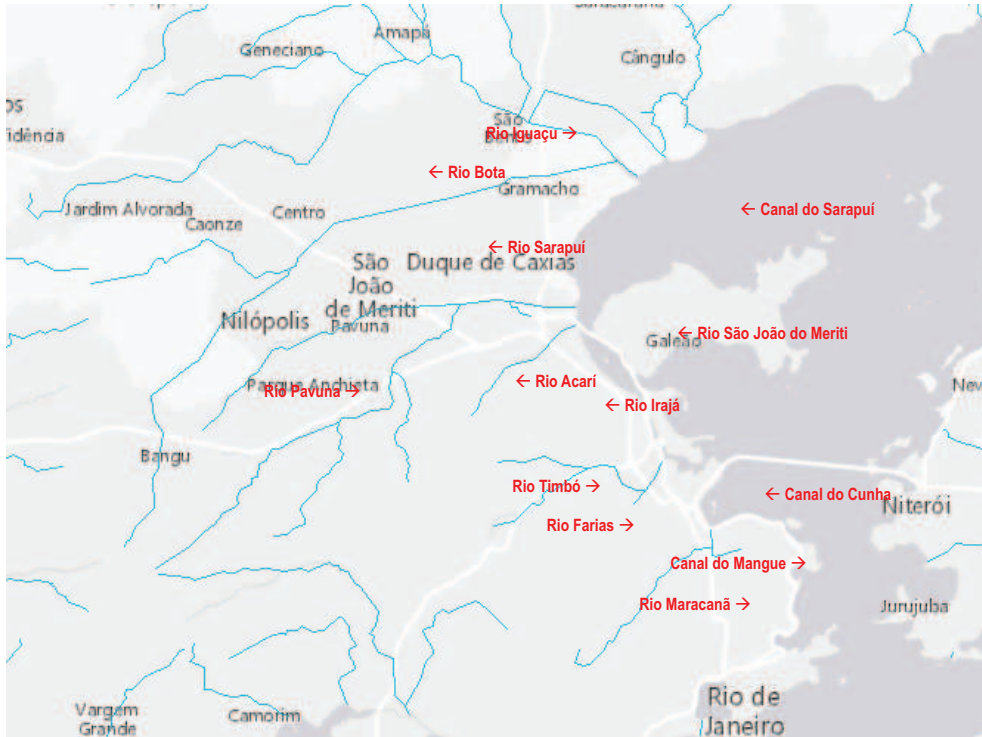 Amapá
Geneciano
Cângulo
São
Bento
Rio Iguaçu →
← Rio Bota
Gramacho
Jardim Alvorada
Centro
Caonze
← Canal do Sarapuí
← Rio Sarapuí
São
João
de Meriti
Duque de Caxias
Nilópolis
Pavuna
Galeão
← Rio São João do Meriti
Parque Anchieta
Rio Pavuna →
← Rio Acarí
← Rio Irajá
Bangu
Rio Timbó →
← Canal do Cunha
Niterói
Rio Farias →
Canal do Mangue →
Rio Maracanã →
Jurujuba
Rio de
Janeiro
Vargem
Grande
Camorim